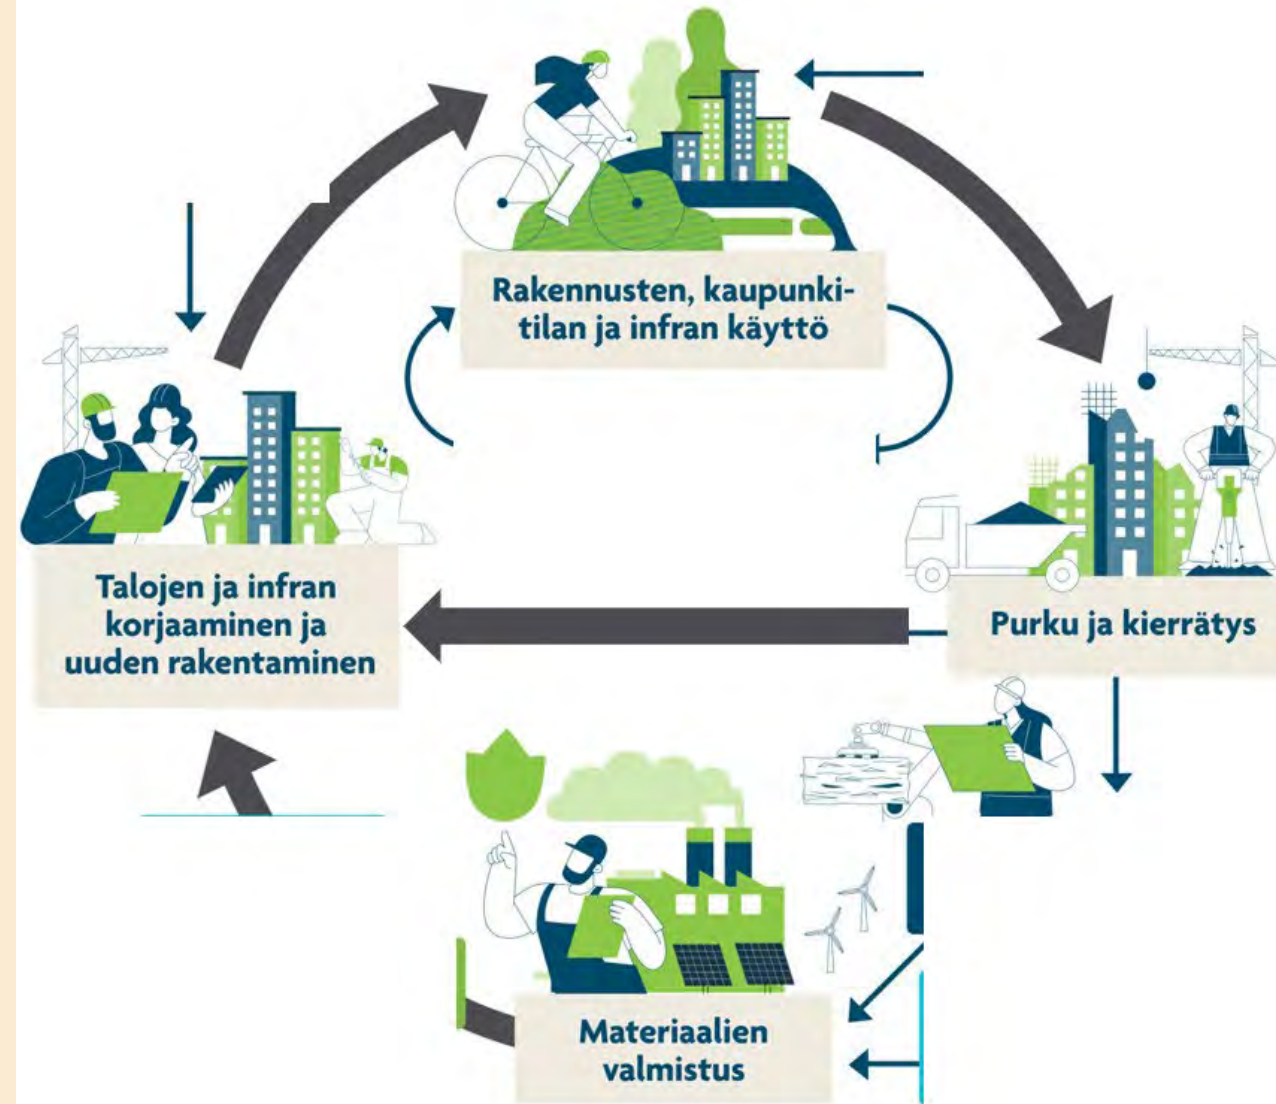 Rakennusten, kaupunki-
tilan ja infran käyttö
Talojen ja infran
korjaaminen ja
uuden rakentaminen
Purku ja kierrätys
Materiaalien
valmistus